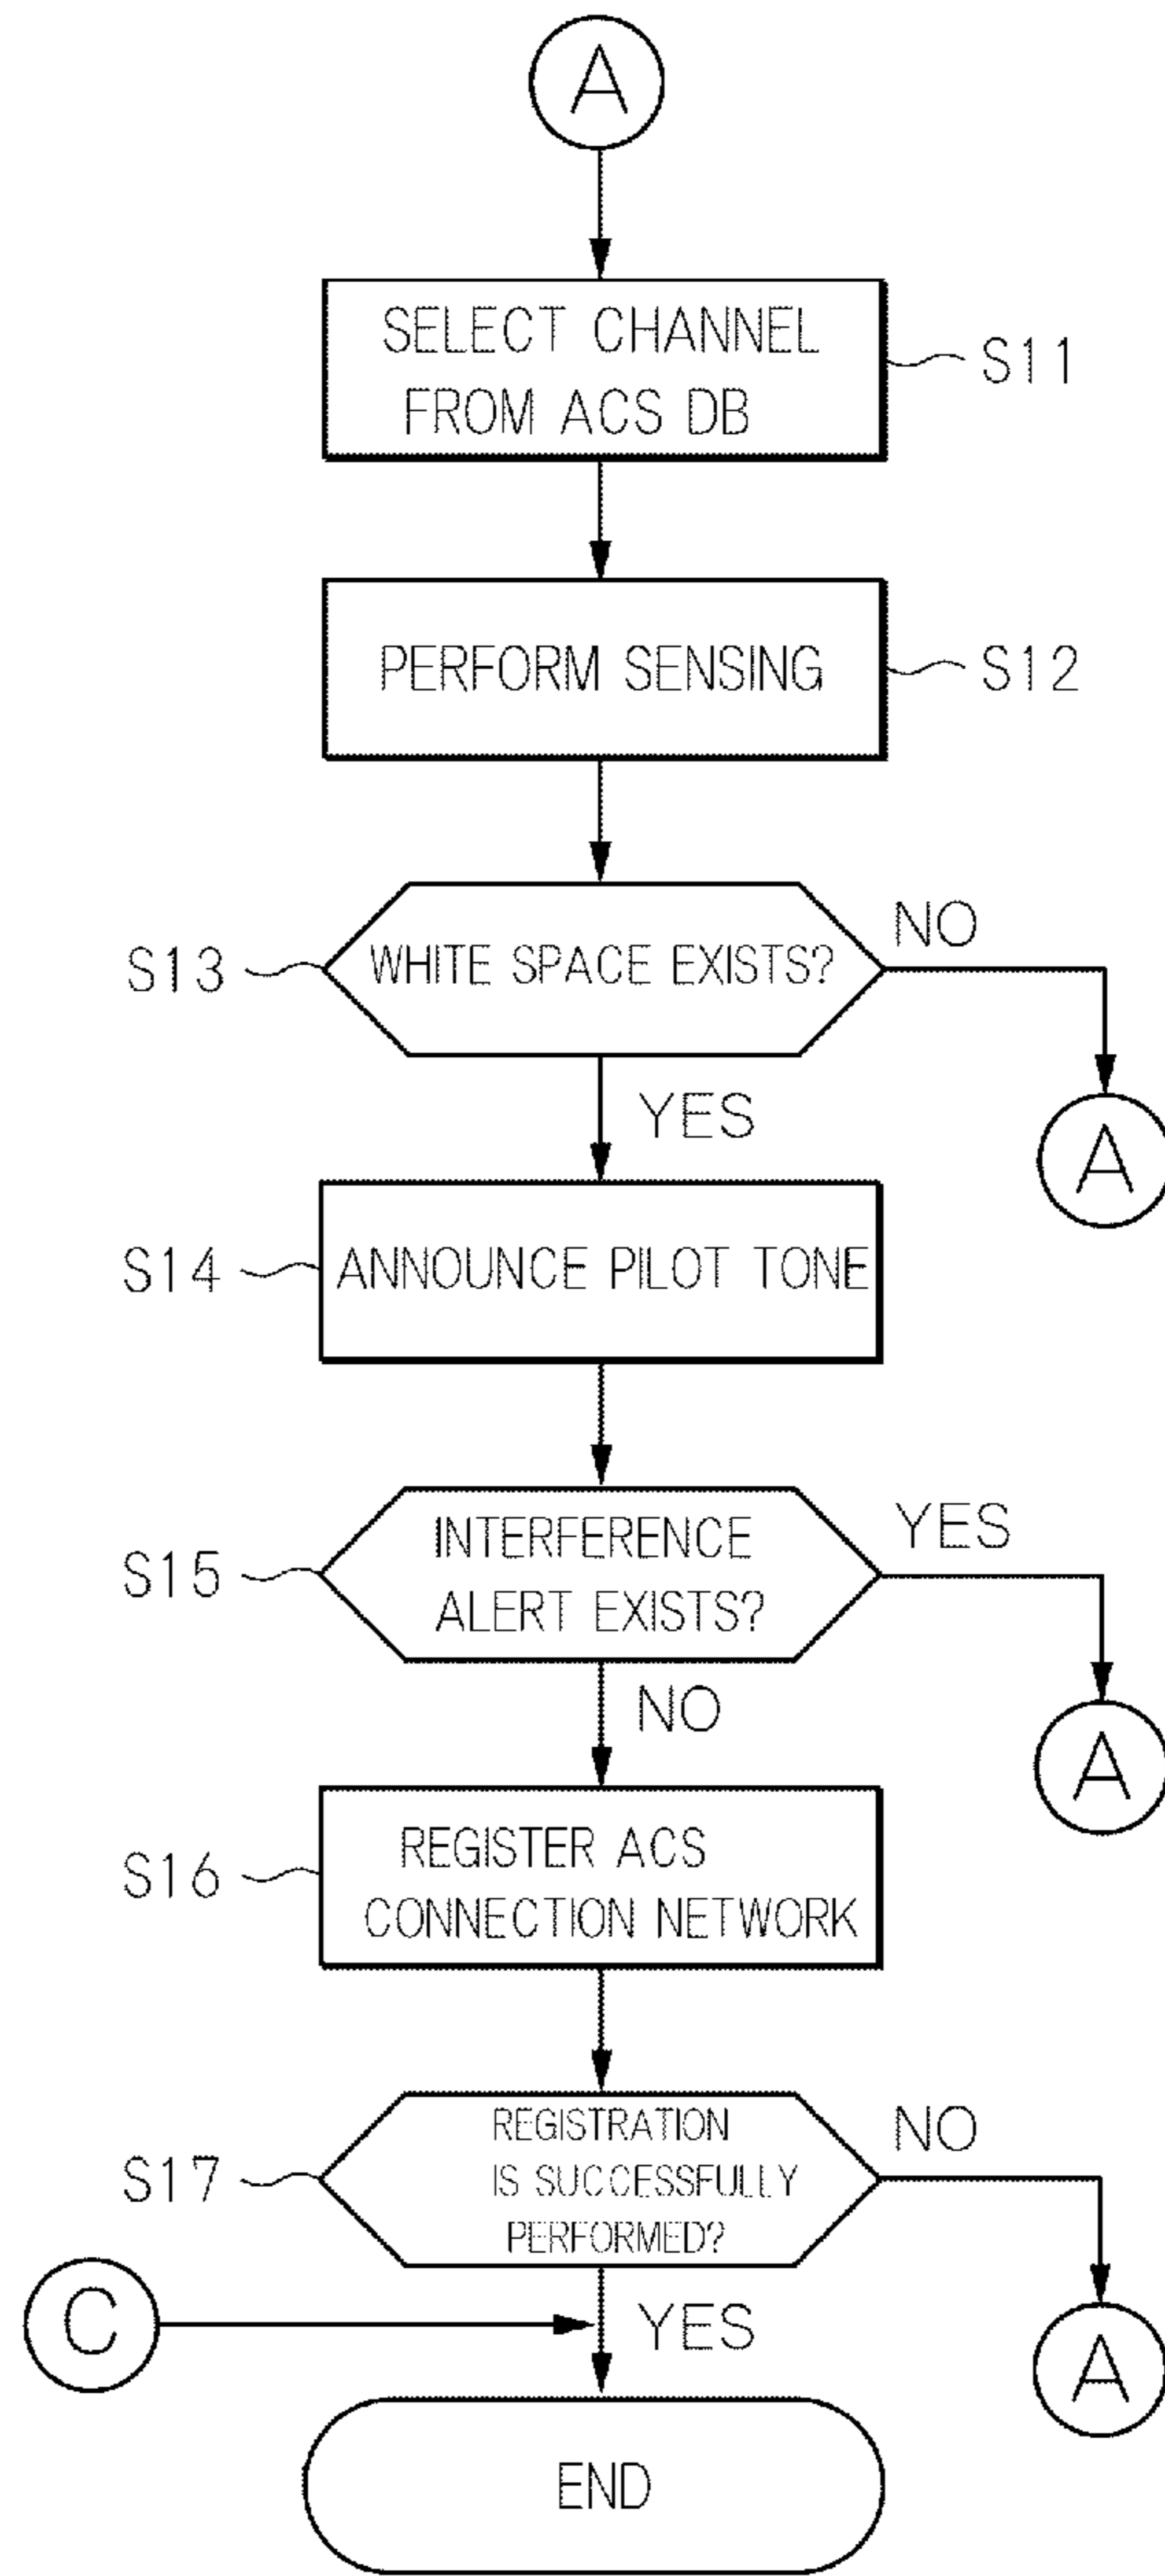 A
SELECT CHANNEL
FROM ACS DB
S11
PERFORM SENSING
S12
S13
WHITE SPACE EXISTS?
NO
YES
A
S14
ANNOUNCE PILOT TONE
S15
INTERFERENCE
ALERT EXISTS?
YES
NO
A
S16
REGISTER ACS
CONNECTION NETWORK
S17
REGISTRATION
IS SUCCESSFULLY
PERFORMED?
NO
C
YES
A
END